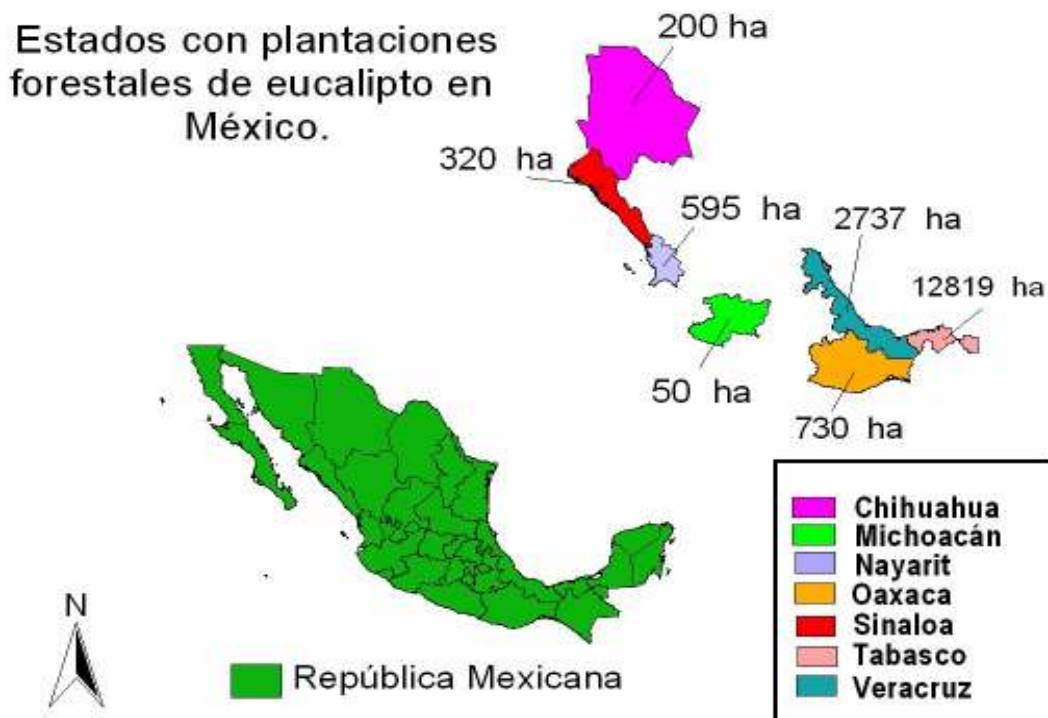 Estados con plantaciones
forestales de eucalipto en
México.
200 ha
320 ha
595 ha
2737 ha
12819 ha
50 ha
730 ha
N
República Mexicana
Chihuahua
Michoacán
Nayarit
Oaxaca
Sinaloa
Tabasco
Veracruz